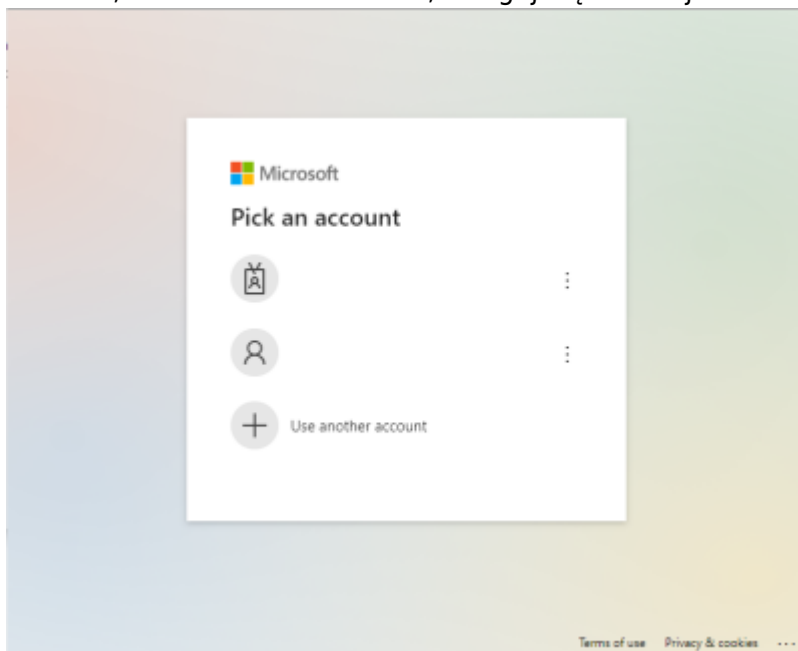 Microsoft
Pick an account
Use another account
Terms of use Privacy & cookies ...